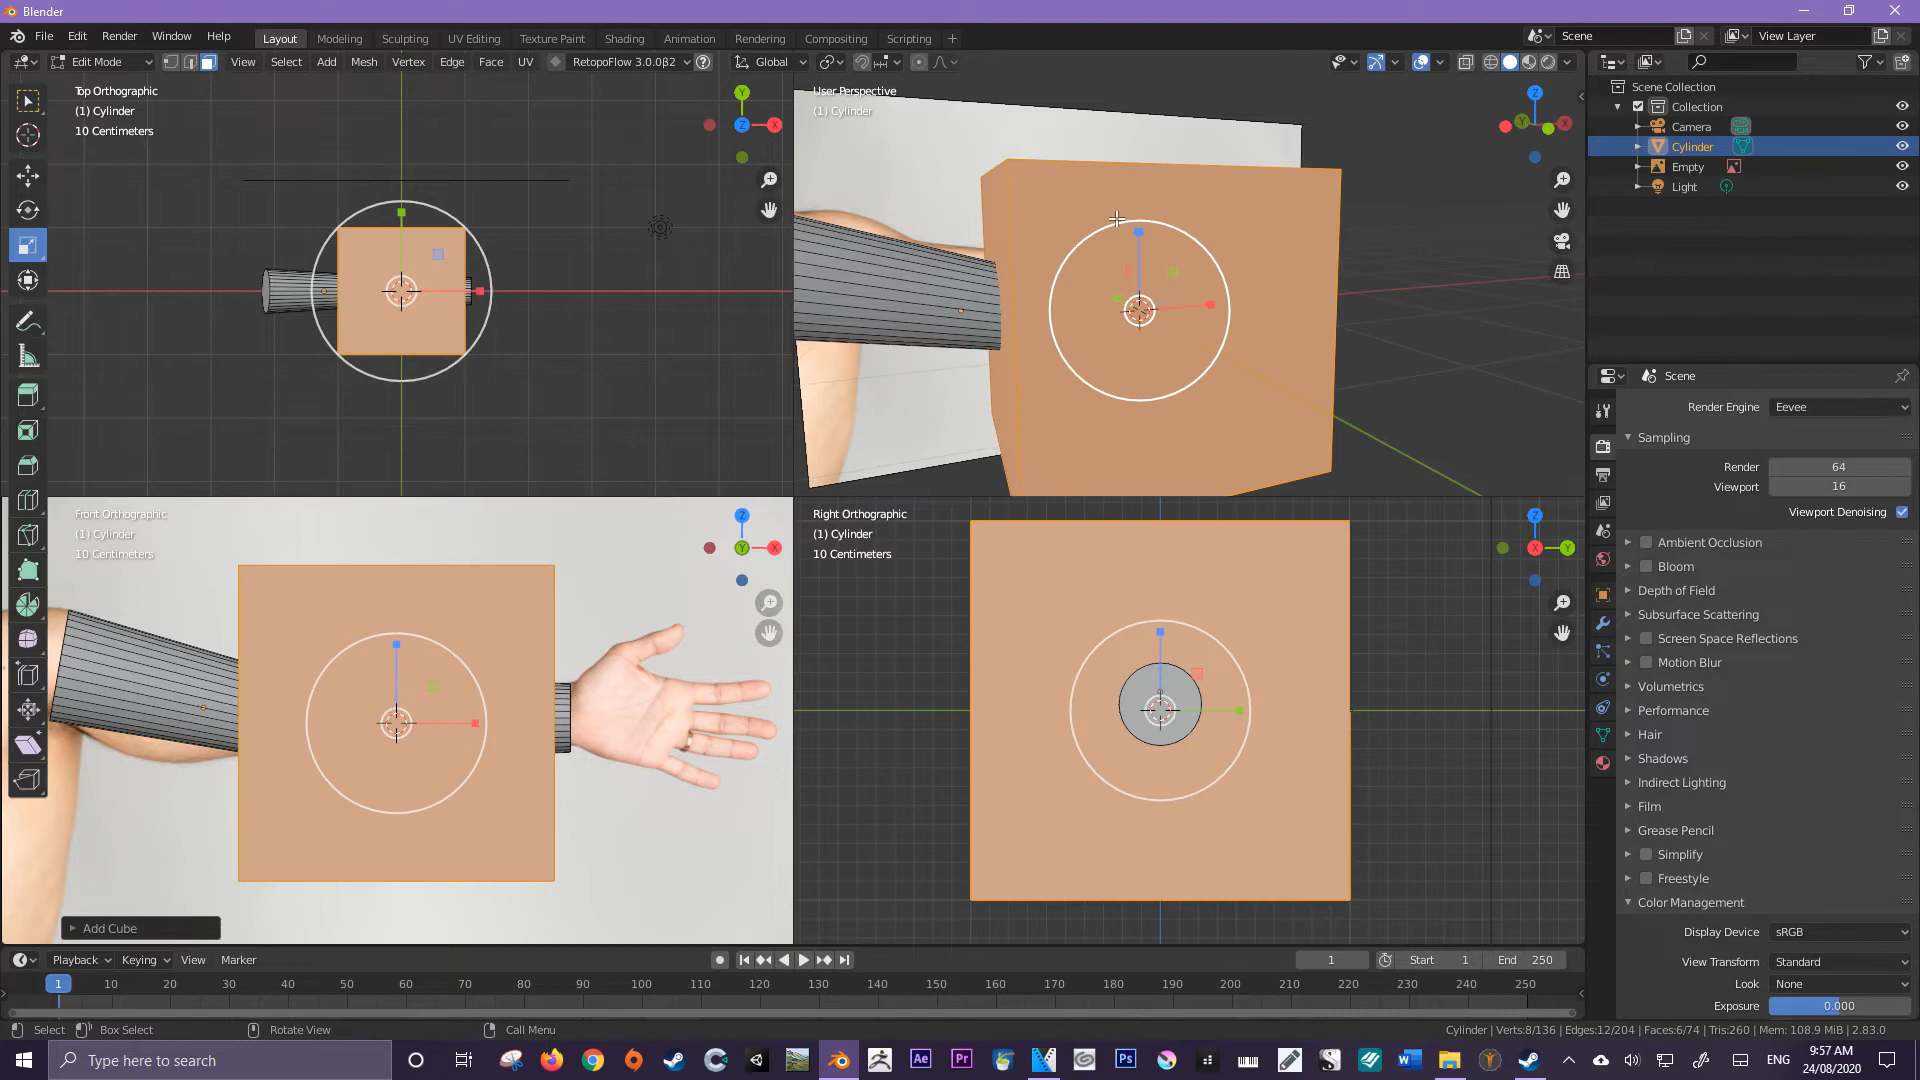 Blender
File Edit Render Window Help
Layout Modeling Sculpting UV Editing Texture Paint Shading Animation Rendering Compositing Scripting +
Scene
View Layer
Edit Mode
View Select Add Mesh Vertex Edge Face UV
RetopoFlow 3.0.0β2
Global
Top Orthographic
(1) Cylinder
10 Centimeters
Y
Z
X
User Perspective
(1) Cylinder
Z
Y
Front Orthographic
(1) Cylinder
10 Centimeters
Z
Y
X
Right Orthographic
(1) Cylinder
10 Centimeters
Z
X
Y
Add Cube
Scene Collection
Collection
Camera
Cylinder
Empty
Light
Scene
Render Engine Eevee
Sampling
Render 64
Viewport 16
Viewport Denoising
Ambient Occlusion
Bloom
Depth of Field
Subsurface Scattering
Screen Space Reflections
Motion Blur
Volumetrics
Performance
Hair
Shadows
Indirect Lighting
Film
Grease Pencil
Simplify
Freestyle
Color Management
Display Device sRGB
View Transform Standard
Look None
Exposure 0.000
Playback Keying View Marker
1
Start 1
End 250
1 10 20 30 40 50 60 70 80 90 100 110 120 130 140 150 160 170 180 190 200 210 220 230 240 250
Select Box Select Rotate View Call Menu
Cylinder | Verts:8/136 | Edges:12/204 | Faces:6/74 | Tris:260 | Mem: 108.9 MiB | 2.83.0
Type here to search
Ae Pr Ps
ENG
9:57 AM
24/08/2020